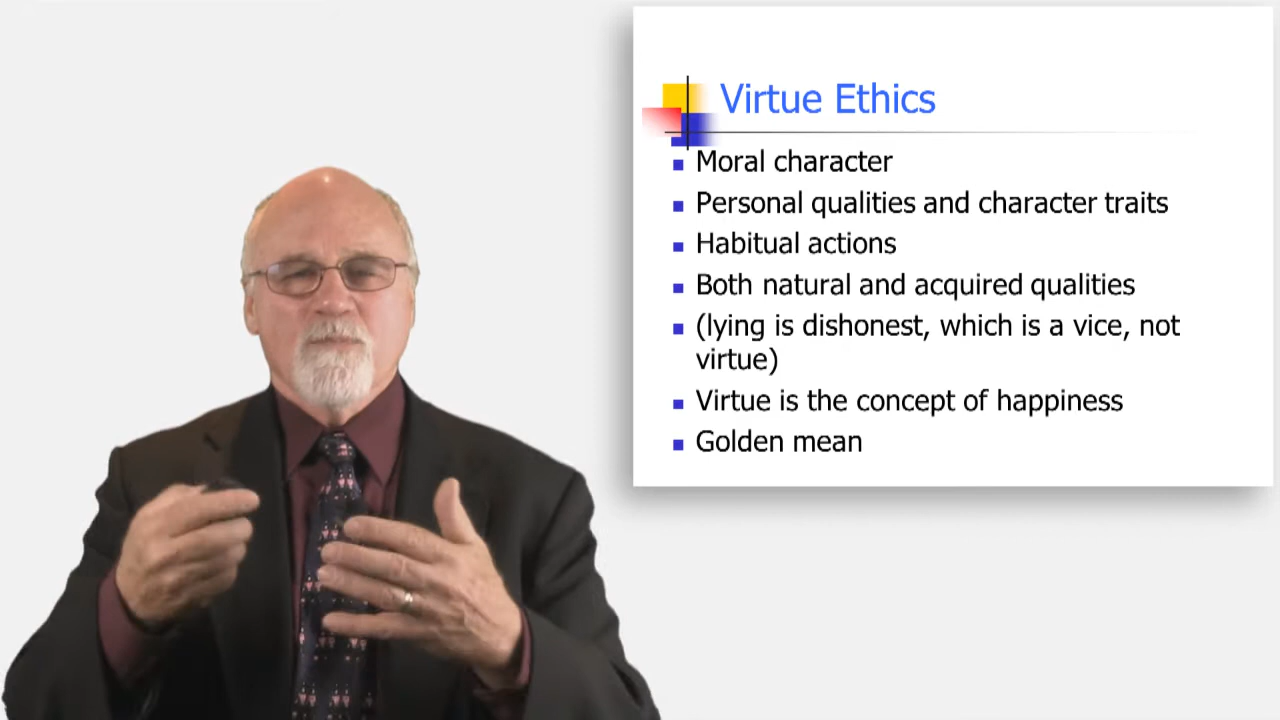 Virtue Ethics
Moral character
Personal qualities and character traits
Habitual actions
Both natural and acquired qualities
(lying is dishonest, which is a vice, not
virtue)
Virtue is the concept of happiness
Golden mean